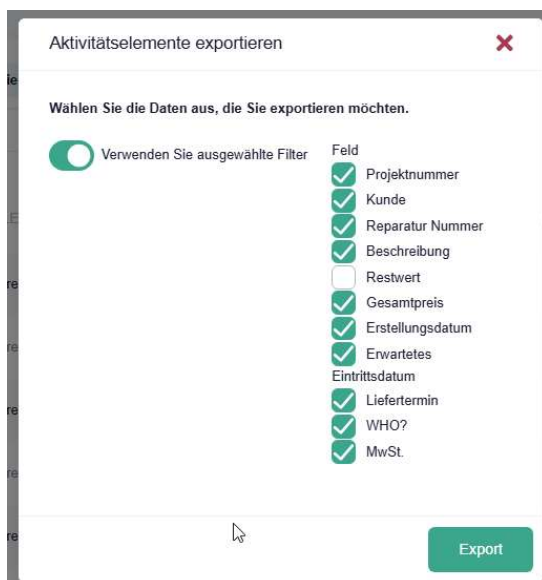 Aktivitätselemente exportieren
Wählen Sie die Daten aus, die Sie exportieren möchten.
Verwenden Sie ausgewählte Filter
Feld
Projektnummer
Kunde
Reparatur Nummer
Beschreibung
Restwert
Gesamtpreis
Erstellungsdatum
Erwartetes
Eintrittsdatum
Liefertermin
WHO?
MwSt.
Export